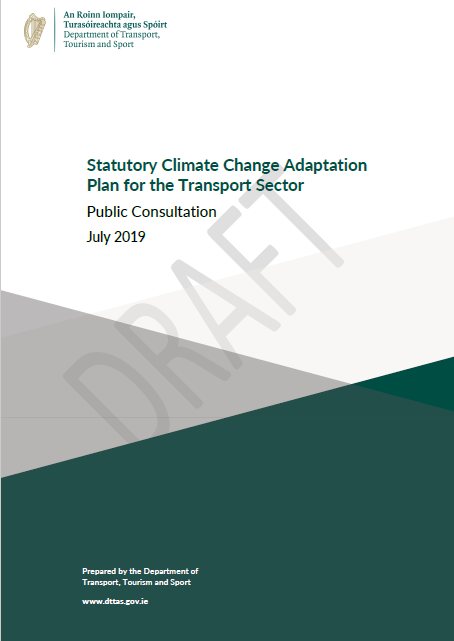 An Roinn Iompair,
Turasóireachta agus Spóirt
Department of Transport,
Tourism and Sport
Statutory Climate Change Adaptation
Plan for the Transport Sector
Public Consultation
July 2019
DRAFT
Prepared by the Department of
Transport, Tourism and Sport
www.dttas.gov.ie